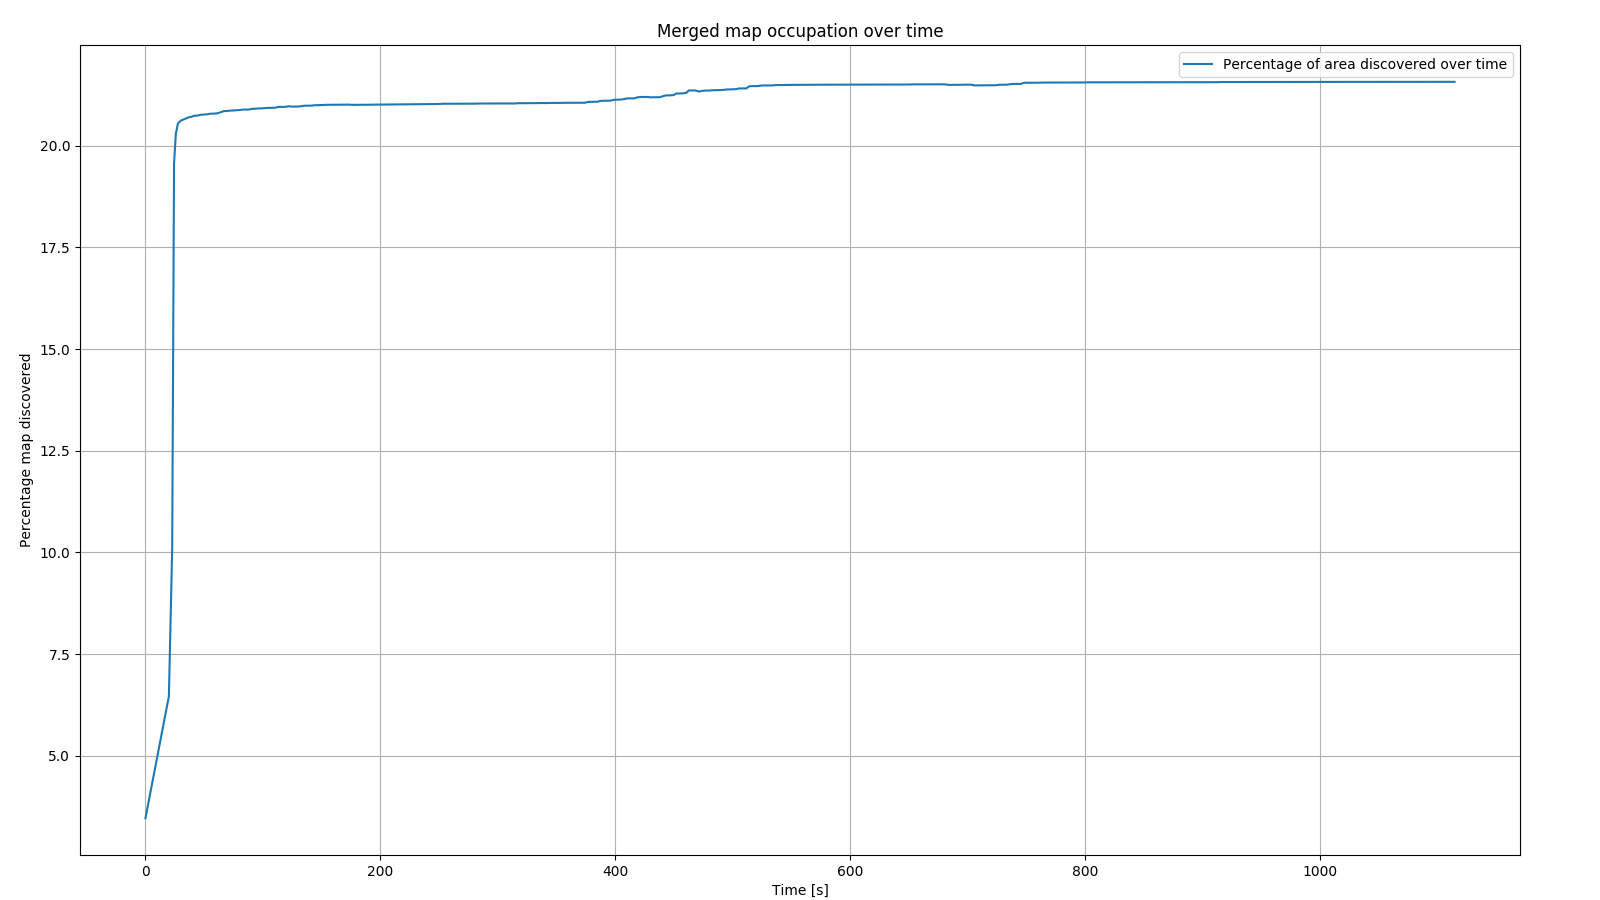 Merged map occupation over time
Percentage of area discovered over time
Percentage map discovered
20.0
17.5
15.0
12.5
10.0
7.5
5.0
0 200 400 600 800 1000
Time [s]